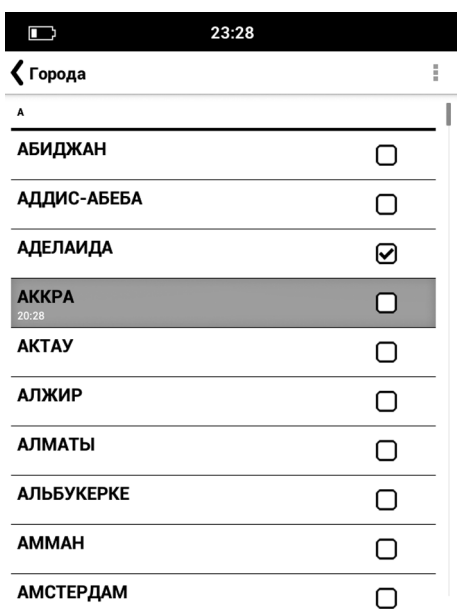 23:28
Города
А
АБИДЖАН
АДДИС-АБЕБА
АДЕЛАИДА
АККРА
20:28
АКТАУ
АЛЖИР
АЛМАТЫ
АЛЬБУКЕРКЕ
АММАН
АМСТЕРДАМ